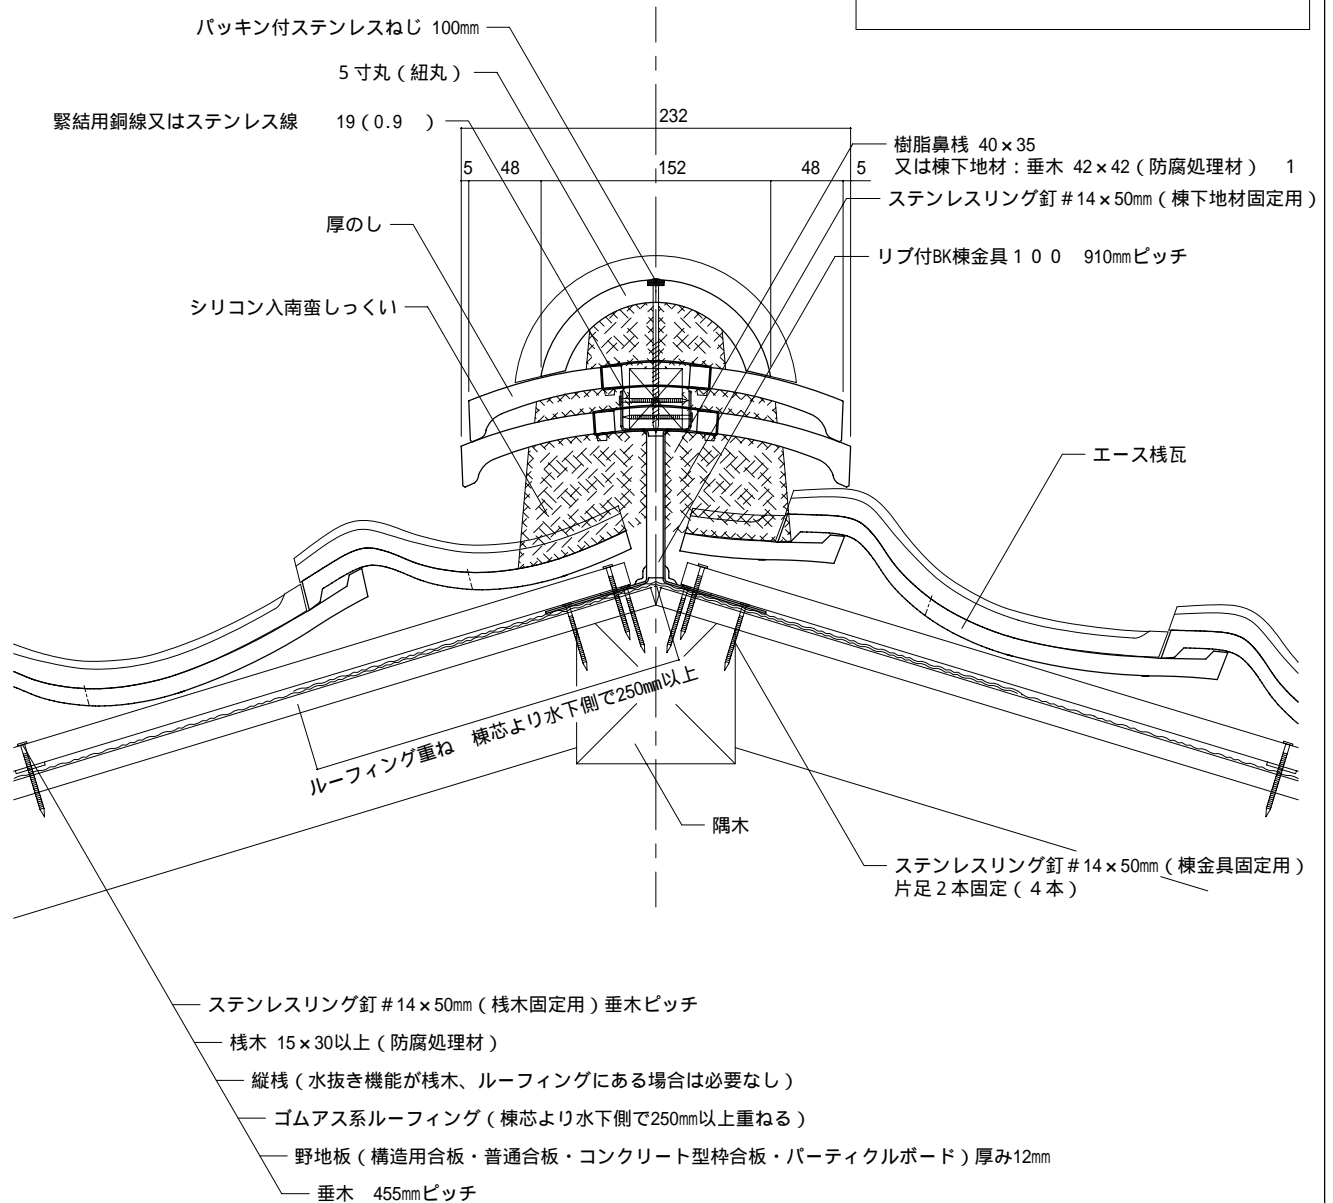 パッキン付ステンレスねじ 100㎜
5寸丸(紐丸)
緊結用銅線又はステンレス線　19(0.9　)
232
5 48 152 48 5
樹脂鼻桟 40×35
又は棟下地材:垂木 42×42(防腐処理材)　1
ステンレスリング釘#14×50㎜(棟下地材固定用)
厚のし
リブ付BK棟金具100　910㎜ピッチ
シリコン入南蛮しっくい
エース桟瓦
ルーフィング重ね　棟芯より水下側で250㎜以上
隅木
ステンレスリング釘#14×50㎜(棟金具固定用)
片足2本固定(4本)
ステンレスリング釘#14×50㎜(桟木固定用)垂木ピッチ
桟木 15×30以上(防腐処理材)
縦桟(水抜き機能が桟木、ルーフィングにある場合は必要なし)
ゴムアス系ルーフィング(棟芯より水下側で250㎜以上重ねる)
野地板(構造用合板・普通合板・コンクリート型枠合板・パーティクルボード)厚み12㎜
垂木　455㎜ピッチ